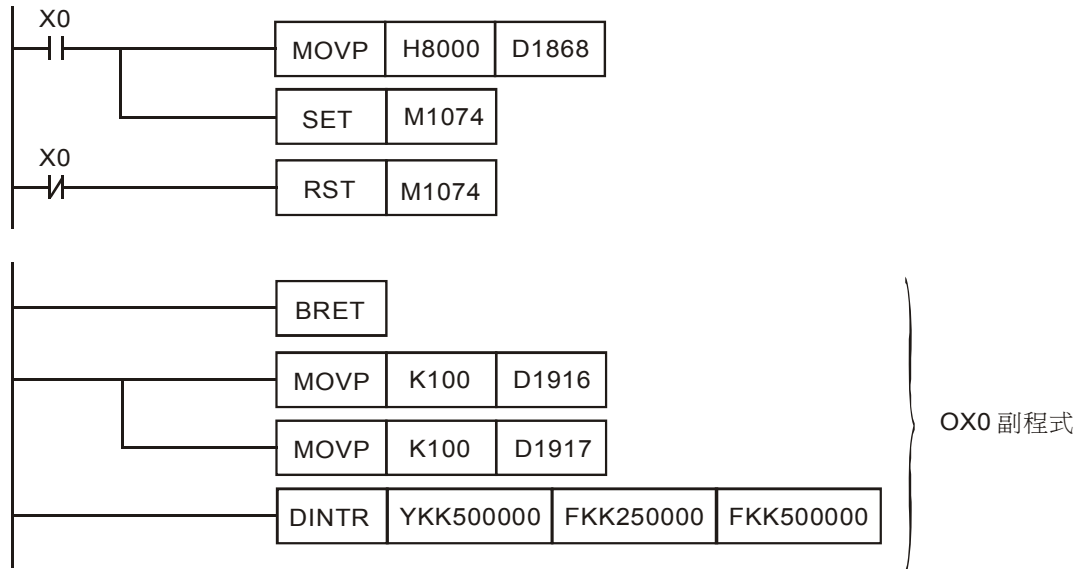 X0
MOVP H8000 D1868
SET M1074
X0
RST M1074
BRET
MOVP K100 D1916
MOVP K100 D1917
OX0 副程式
DINTR YKK500000 FKK250000 FKK500000